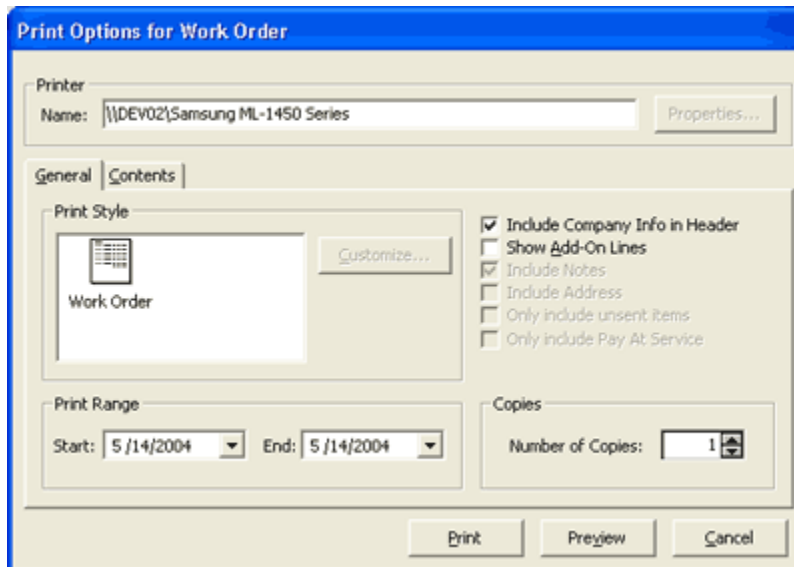 Print Options for Work Order
Printer
Name: \\DEV02\Samsung ML-1450 Series Properties...
General Contents
Print Style
Customize...
Work Order
Include Company Info in Header
Show Add-On Lines
Include Notes
Include Address
Only include unsent items
Only include Pay At Service
Print Range
Start: 5 /14/2004 End: 5 /14/2004
Copies
Number of Copies: 1
Print Preview Cancel